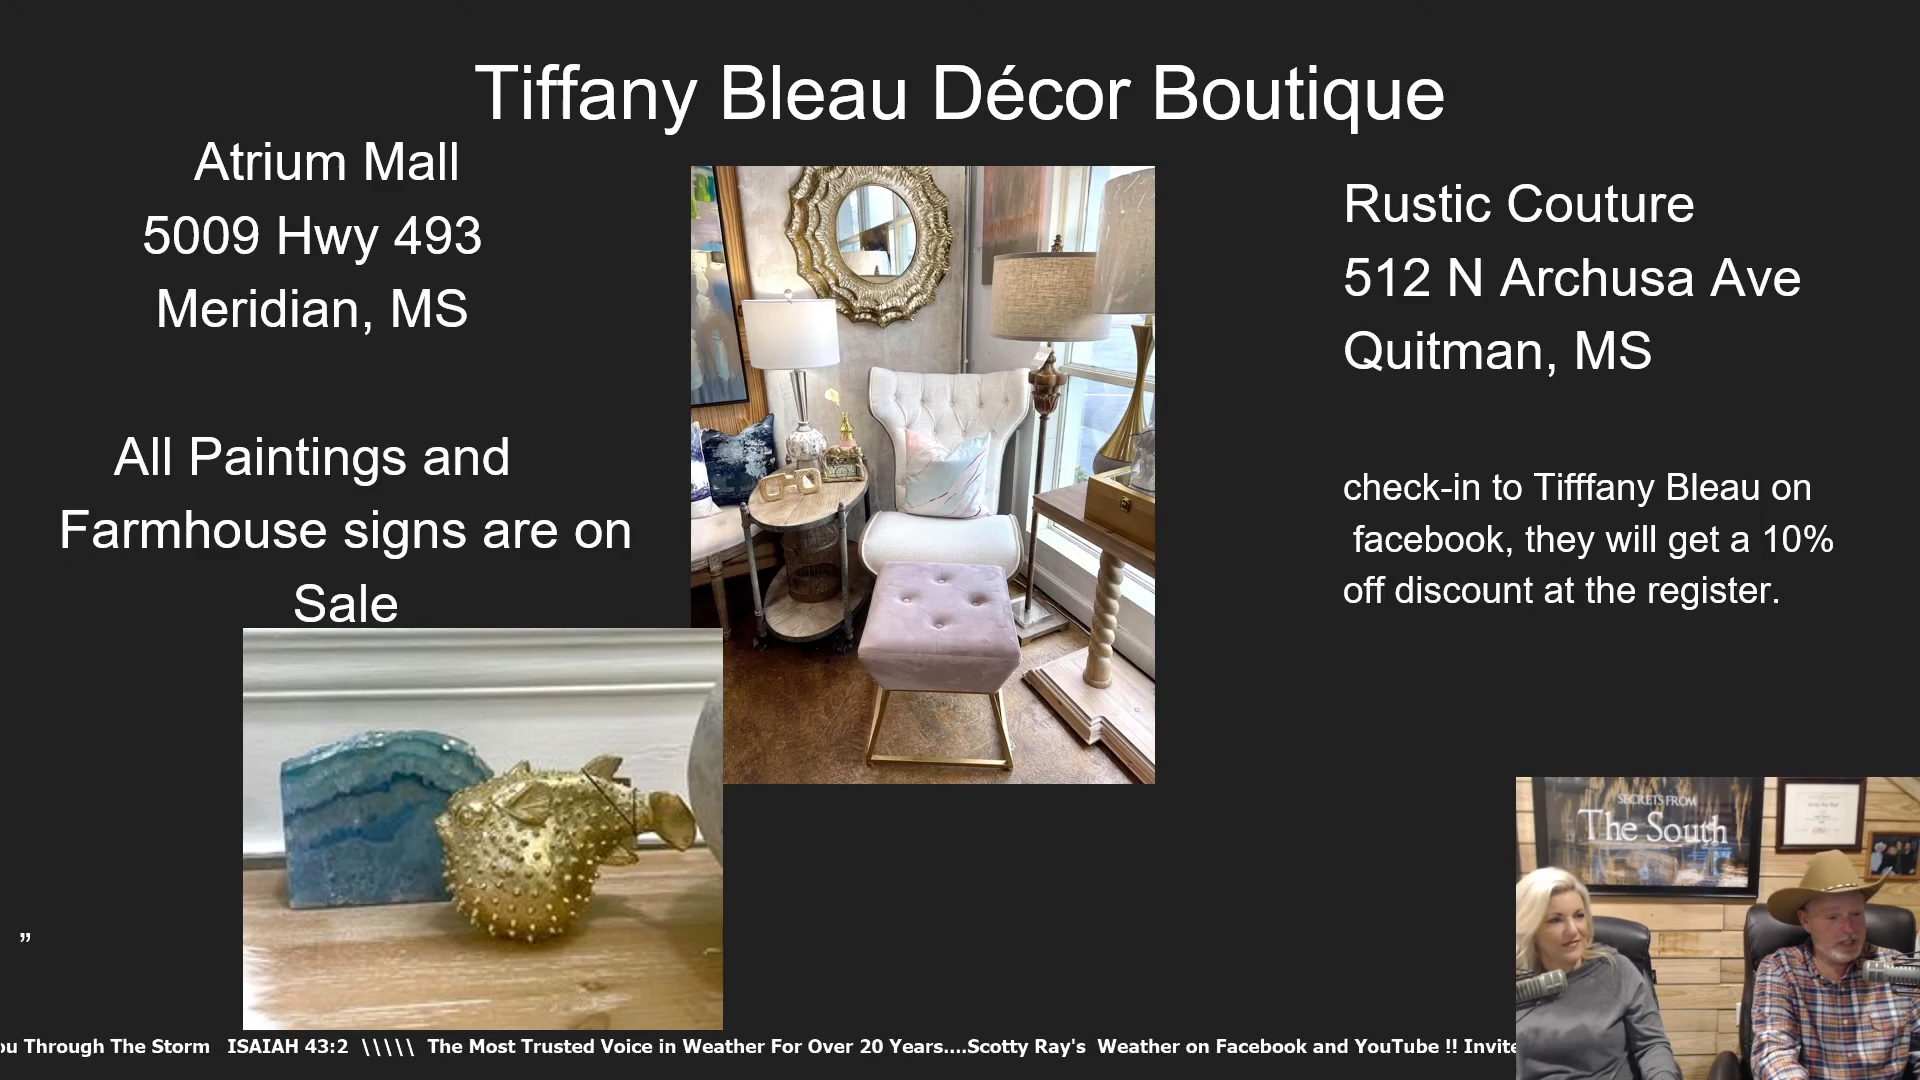 Tiffany Bleau Décor Boutique
Atrium Mall
5009 Hwy 493
Meridian, MS
All Paintings and
Farmhouse signs are on
Sale
Rustic Couture
512 N Archusa Ave
Quitman, MS
check-in to Tifffany Bleau on
facebook, they will get a 10%
off discount at the register.
”
SECRETS FROM
The South
ou Through The Storm ISAIAH 43:2 \\\\\ The Most Trusted Voice in Weather For Over 20 Years....Scotty Ray's Weather on Facebook and YouTube !! Invite